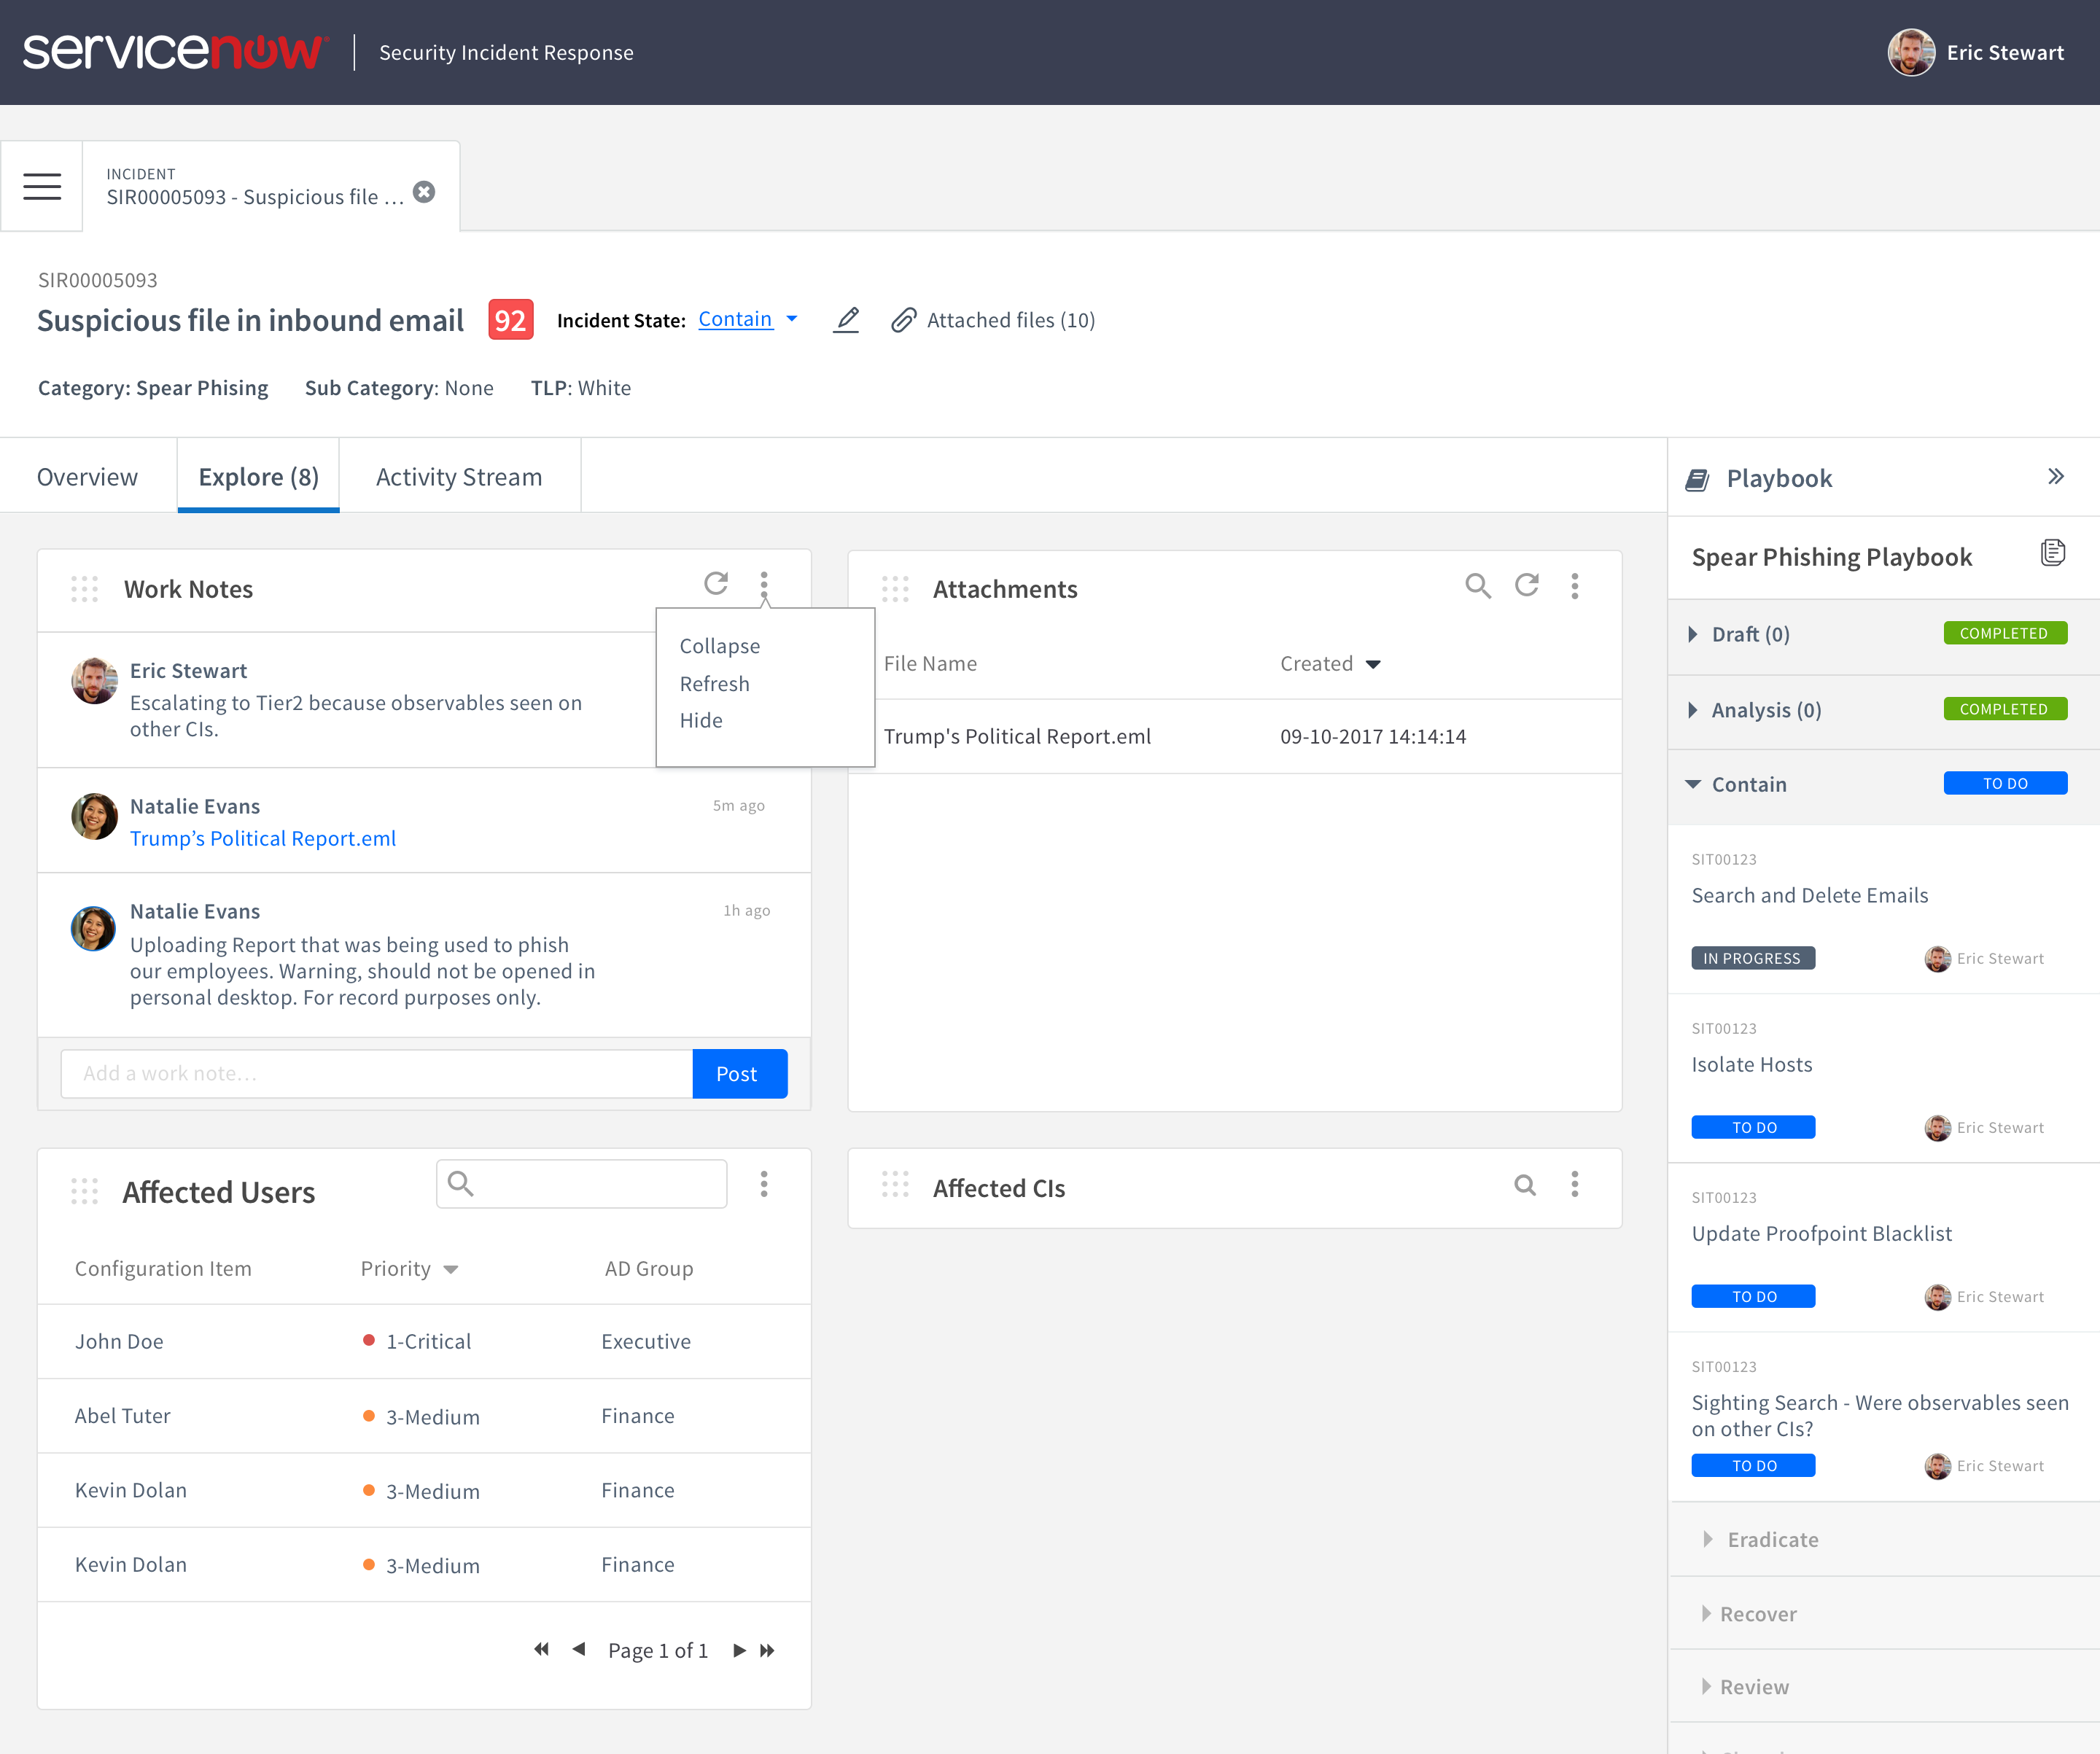 servicenow
Security Incident Response
Eric Stewart
INCIDENT
SIR00005093 - Suspicious file ...
SIR00005093
Suspicious file in inbound email
92
Incident State: Contain
Attached files (10)
Category: Spear Phising
Sub Category: None
TLP: White
Overview
Explore (8)
Activity Stream
Work Notes
Collapse
Refresh
Hide
Eric Stewart
Escalating to Tier2 because observables seen on
other CIs.
Natalie Evans
5m ago
Trump’s Political Report.eml
Natalie Evans
1h ago
Uploading Report that was being used to phish
our employees. Warning, should not be opened in
personal desktop. For record purposes only.
Add a work note...
Post
Attachments
File Name
Created
Trump's Political Report.eml
09-10-2017 14:14:14
Affected Users
Configuration Item
Priority
AD Group
John Doe
1-Critical
Executive
Abel Tuter
3-Medium
Finance
Kevin Dolan
3-Medium
Finance
Kevin Dolan
3-Medium
Finance
Page 1 of 1
Affected CIs
Playbook
Spear Phishing Playbook
Draft (0)
COMPLETED
Analysis (0)
COMPLETED
Contain
TO DO
SIT00123
Search and Delete Emails
IN PROGRESS
Eric Stewart
SIT00123
Isolate Hosts
TO DO
Eric Stewart
SIT00123
Update Proofpoint Blacklist
TO DO
Eric Stewart
SIT00123
Sighting Search - Were observables seen
on other CIs?
TO DO
Eric Stewart
Eradicate
Recover
Review